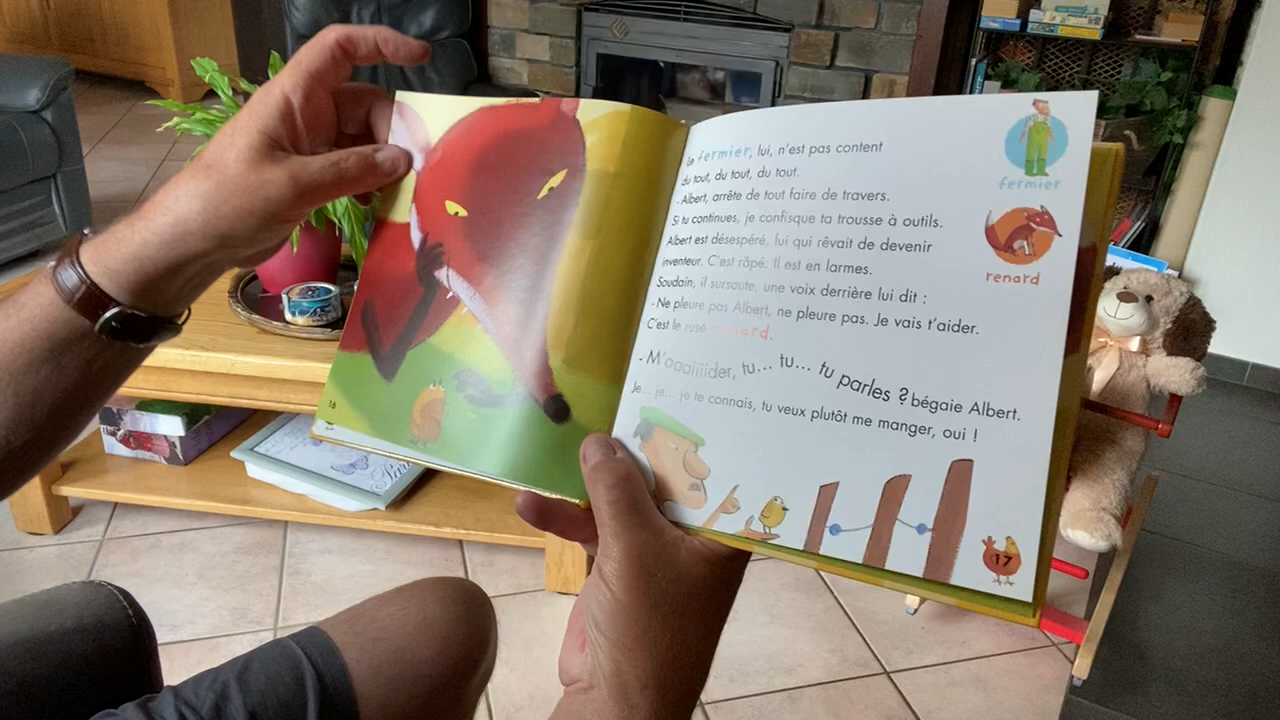 16
Le fermier, lui, n'est pas content
du tout, du tout, du tout.
- Albert, arrête de tout faire de travers.
Si tu continues, je confisque ta trousse à outils.
Albert est désespéré, lui qui rêvait de devenir
inventeur. C'est râpé. Il est en larmes.
Soudain, il sursaute, une voix derrière lui dit :
- Ne pleure pas Albert, ne pleure pas. Je vais t'aider.
C'est le rusé renard.
- M'aaaiiiider, tu... tu... tu parles ? bégaie Albert.
Je... je... je te connais, tu veux plutôt me manger, oui !
fermier
renard
17